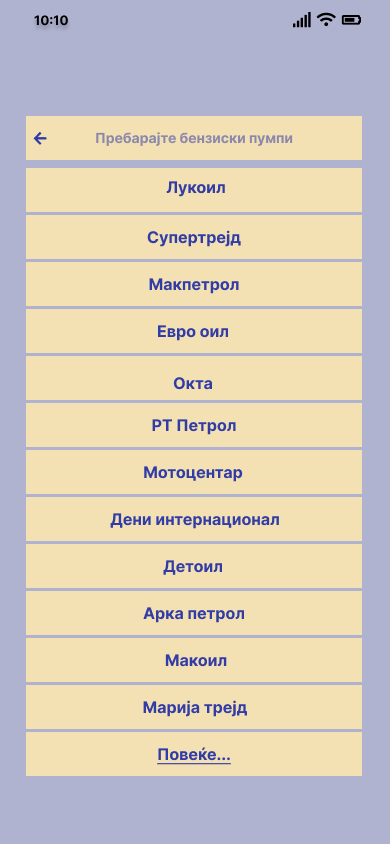 10:10
Пребарајте бензиски пумпи
Лукоил
Супертрејд
Макпетрол
Евро оил
Окта
РТ Петрол
Мотоцентар
Дени интернационал
Детоил
Арка петрол
Макоил
Марија трејд
Повеќе...